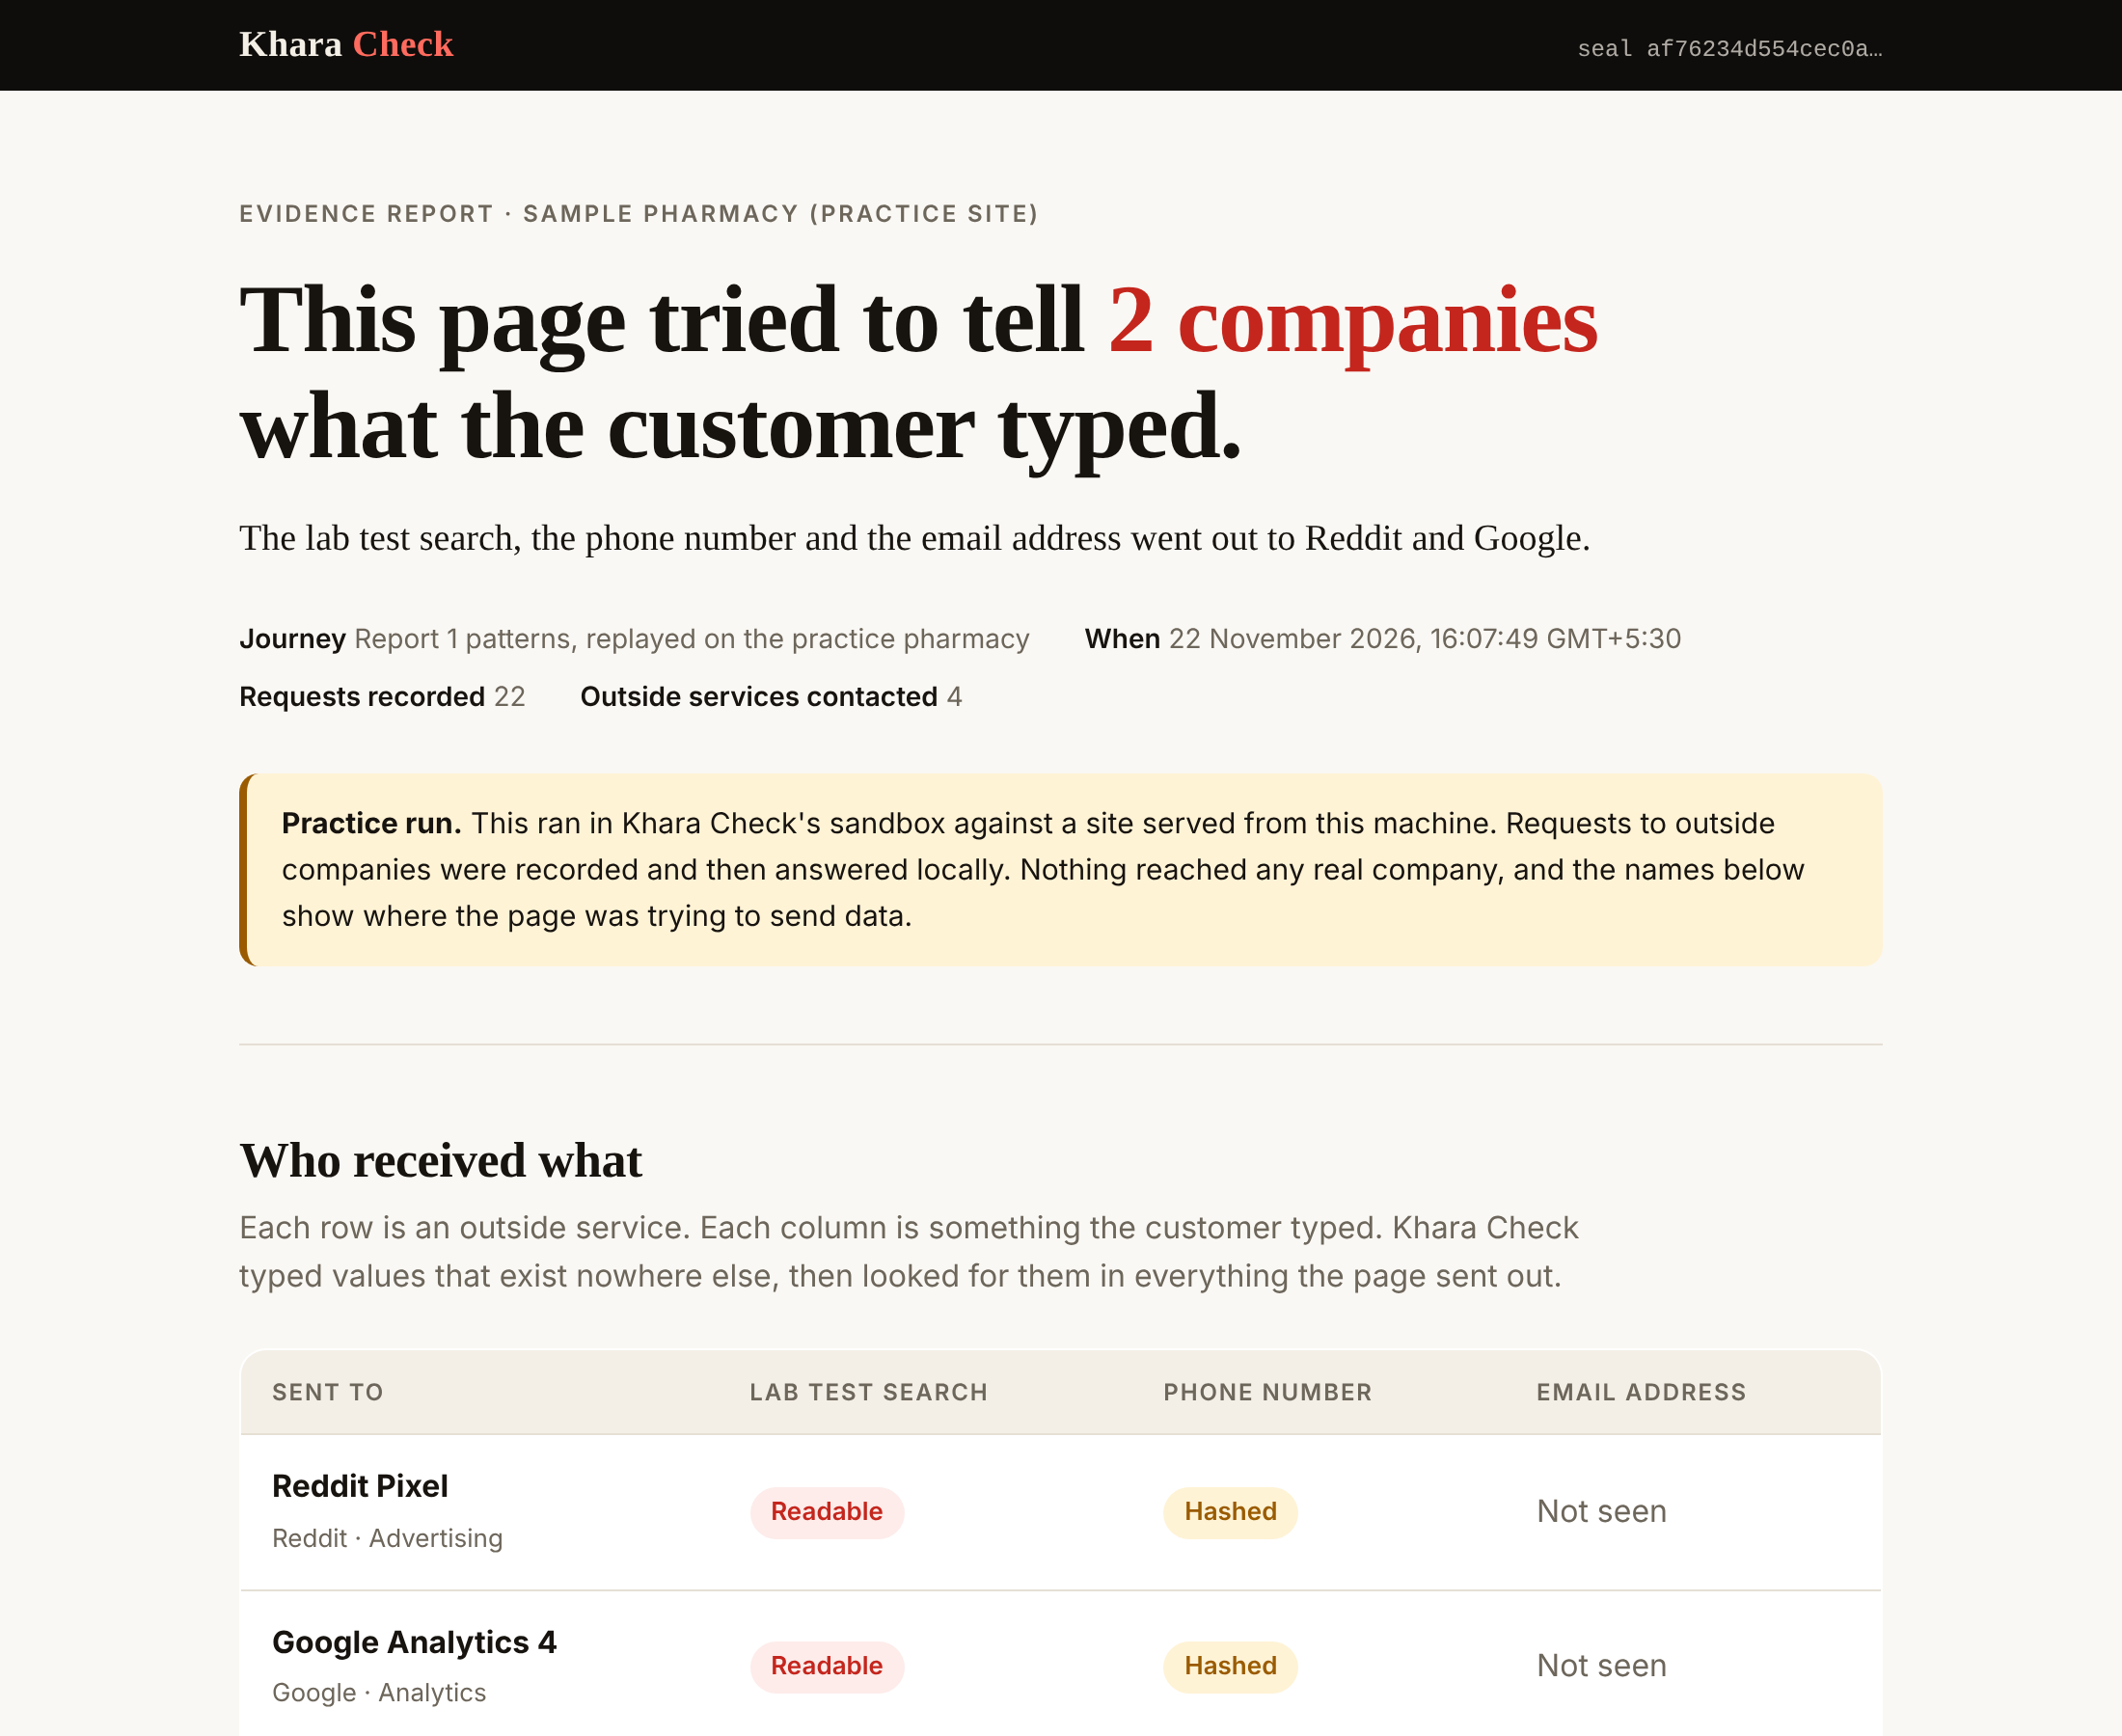 Khara Check
seal af76234d554cec0a…
EVIDENCE REPORT · SAMPLE PHARMACY (PRACTICE SITE)
This page tried to tell 2 companies
what the customer typed.
The lab test search, the phone number and the email address went out to Reddit and Google.
Journey Report 1 patterns, replayed on the practice pharmacy When 22 November 2026, 16:07:49 GMT+5:30
Requests recorded 22 Outside services contacted 4
Practice run. This ran in Khara Check's sandbox against a site served from this machine. Requests to outside
companies were recorded and then answered locally. Nothing reached any real company, and the names below
show where the page was trying to send data.
Who received what
Each row is an outside service. Each column is something the customer typed. Khara Check
typed values that exist nowhere else, then looked for them in everything the page sent out.
SENT TO LAB TEST SEARCH PHONE NUMBER EMAIL ADDRESS
Reddit Pixel
Reddit · Advertising
Readable Hashed Not seen
Google Analytics 4
Google · Analytics
Readable Hashed Not seen